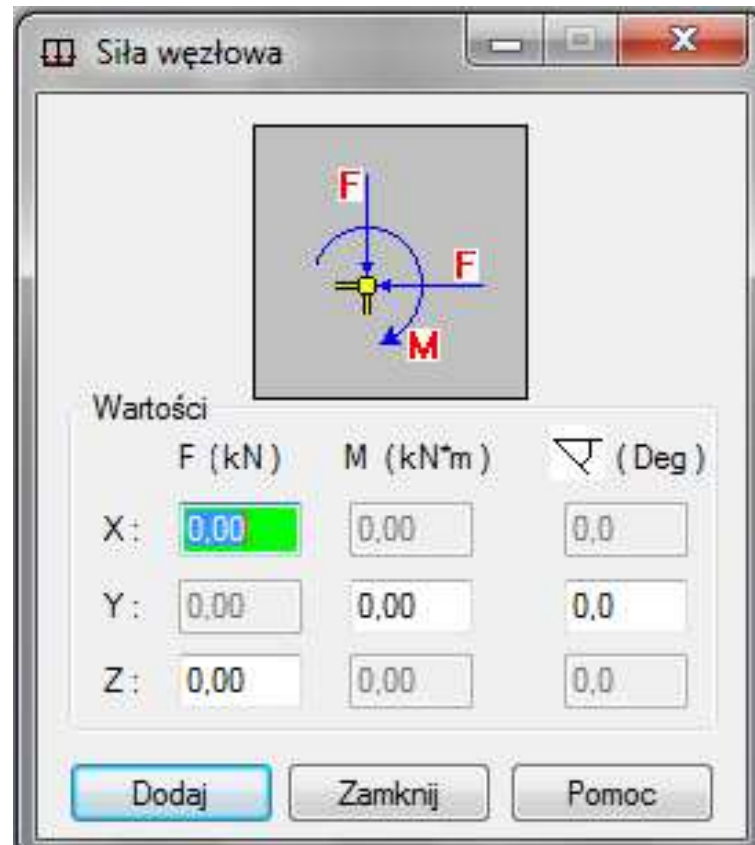 Siła węzłowa
F
F
M
Wartości
F (kN) M (kN*m) (Deg)
X: 0,00 0,00 0,0
Y: 0,00 0,00 0,0
Z: 0,00 0,00 0,0
Dodaj Zamknij Pomoc